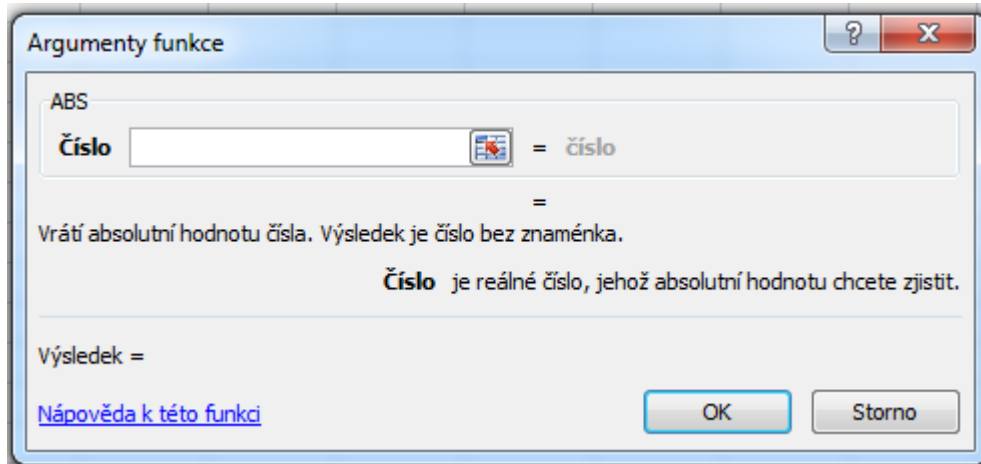 Argumenty funkce
ABS
Číslo = číslo
=
Vrátí absolutní hodnotu čísla. Výsledek je číslo bez znaménka.
Číslo je reálné číslo, jehož absolutní hodnotu chcete zjistit.
Výsledek =
Nápověda k této funkci OK Storno